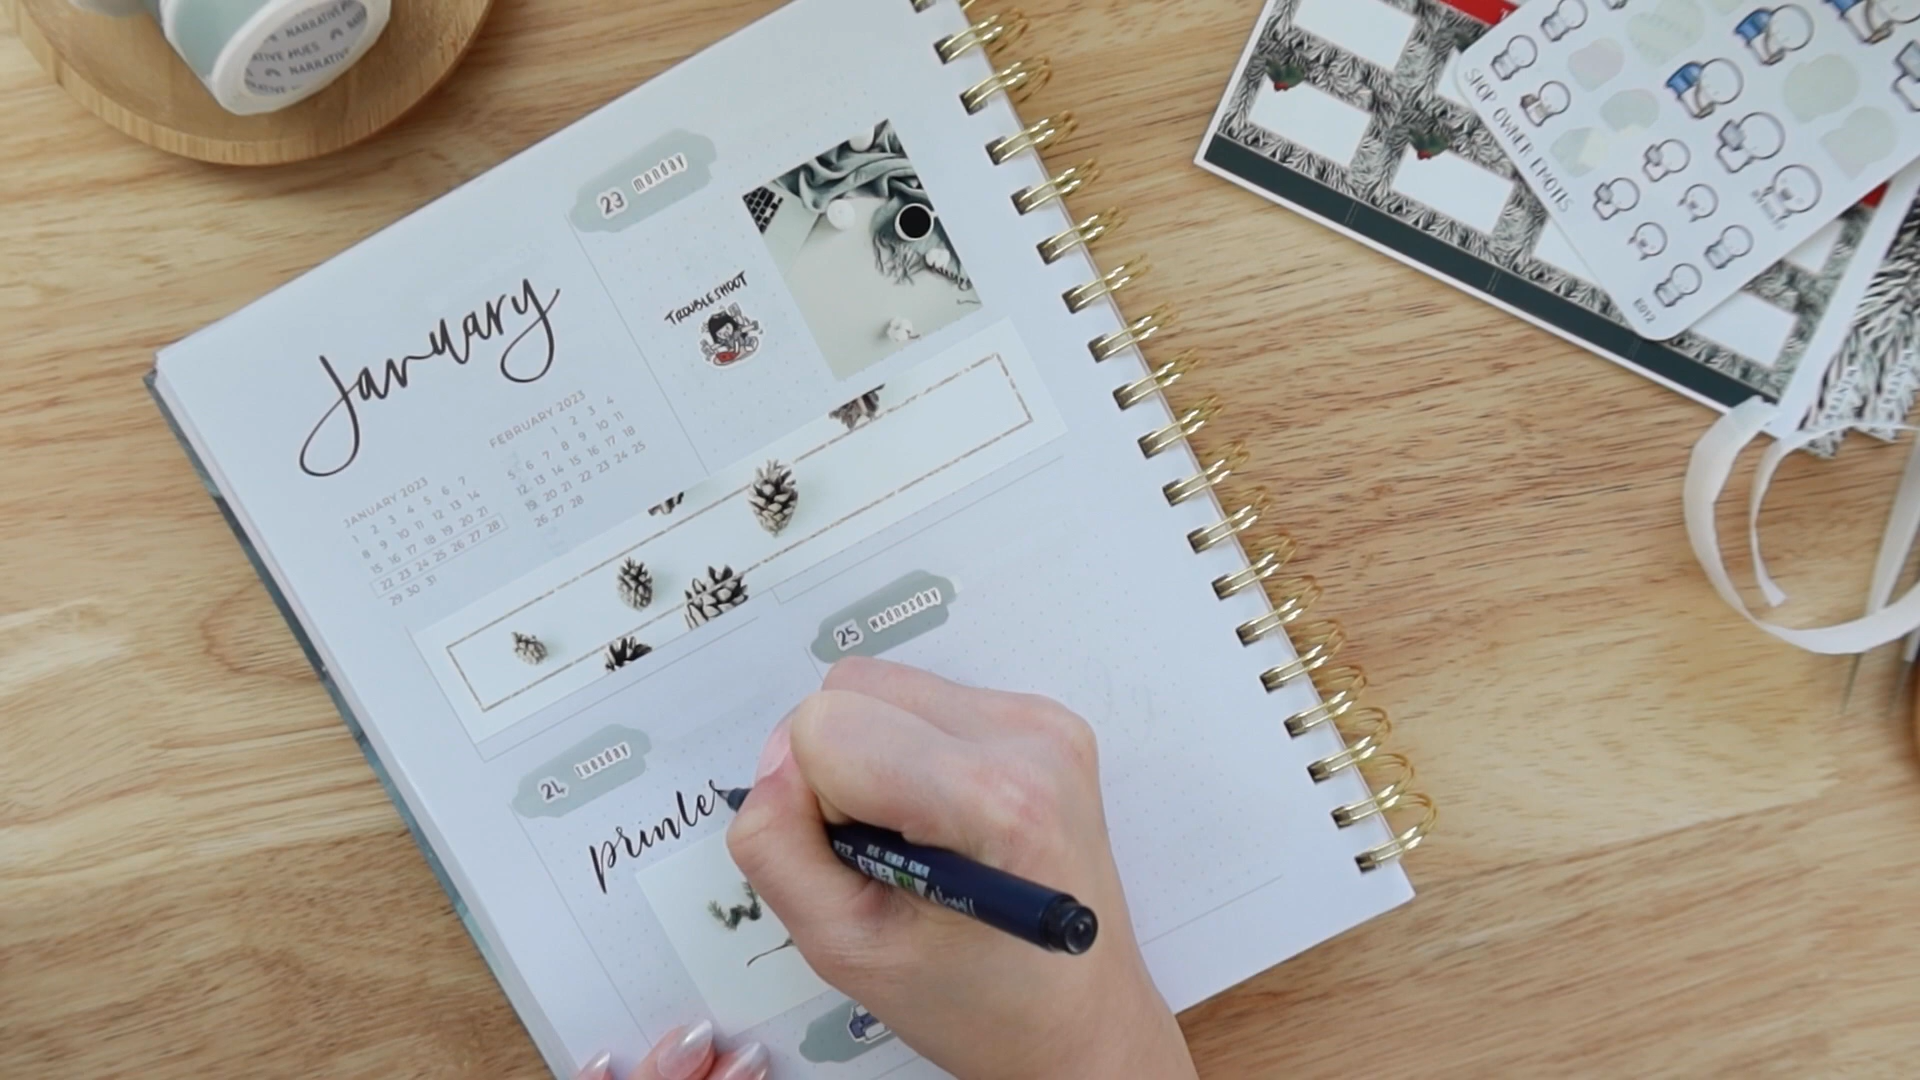 NARRATIVE
NARRATIVE HUES
NARRATIVE
SHOP OWNER EMOTIS
E012
23 monday
TROUBLESHOOT
January
JANUARY 2023
1 2 3 4 5 6 7
8 9 10 11 12 13 14
15 16 17 18 19 20 21
22 23 24 25 26 27 28
29 30 31
FEBRUARY 2023
1 2 3 4
5 6 7 8 9 10 11
12 13 14 15 16 17 18
19 20 21 22 23 24 25
26 27 28
25 wednesday
24 tuesday
printer